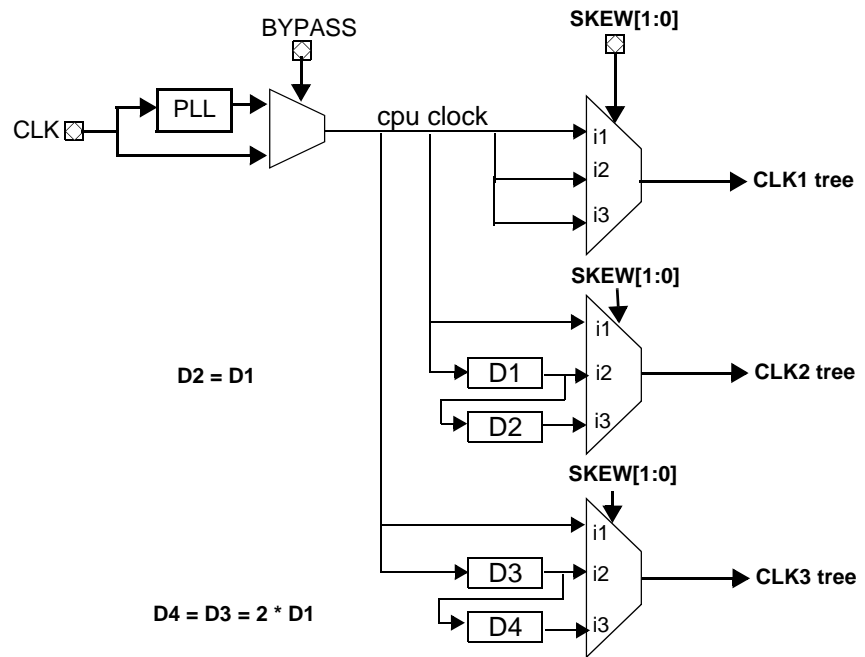 BYPASS
SKEW[1:0]
PLL
CLK
cpu clock
i1
i2
i3
CLK1 tree
SKEW[1:0]
i1
D2 = D1
D1
i2
CLK2 tree
D2
i3
SKEW[1:0]
i1
D3
i2
CLK3 tree
D4 = D3 = 2 * D1
D4
i3